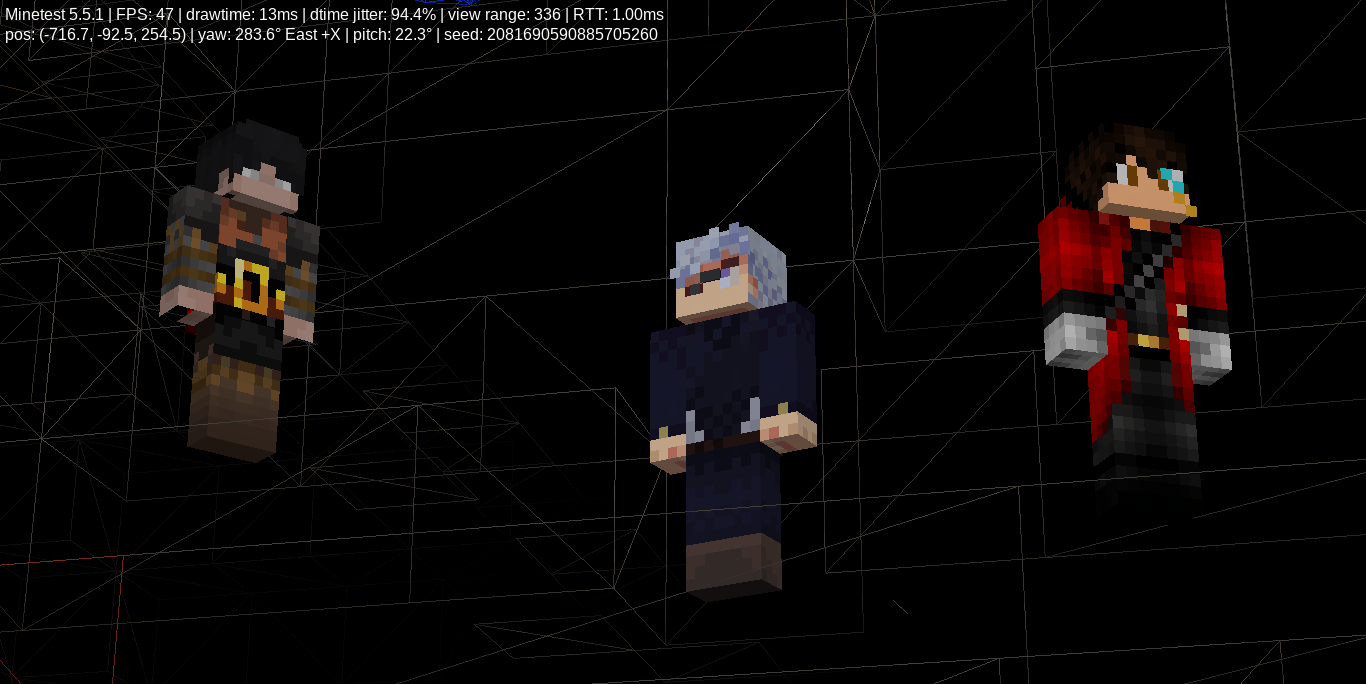 Minetest 5.5.1 | FPS: 47 | drawtime: 13ms | dtime jitter: 94.4% | view range: 336 | RTT: 1.00ms
pos: (-716.7, -92.5, 254.5) | yaw: 283.6° East +X | pitch: 22.3° | seed: 2081690590885705260